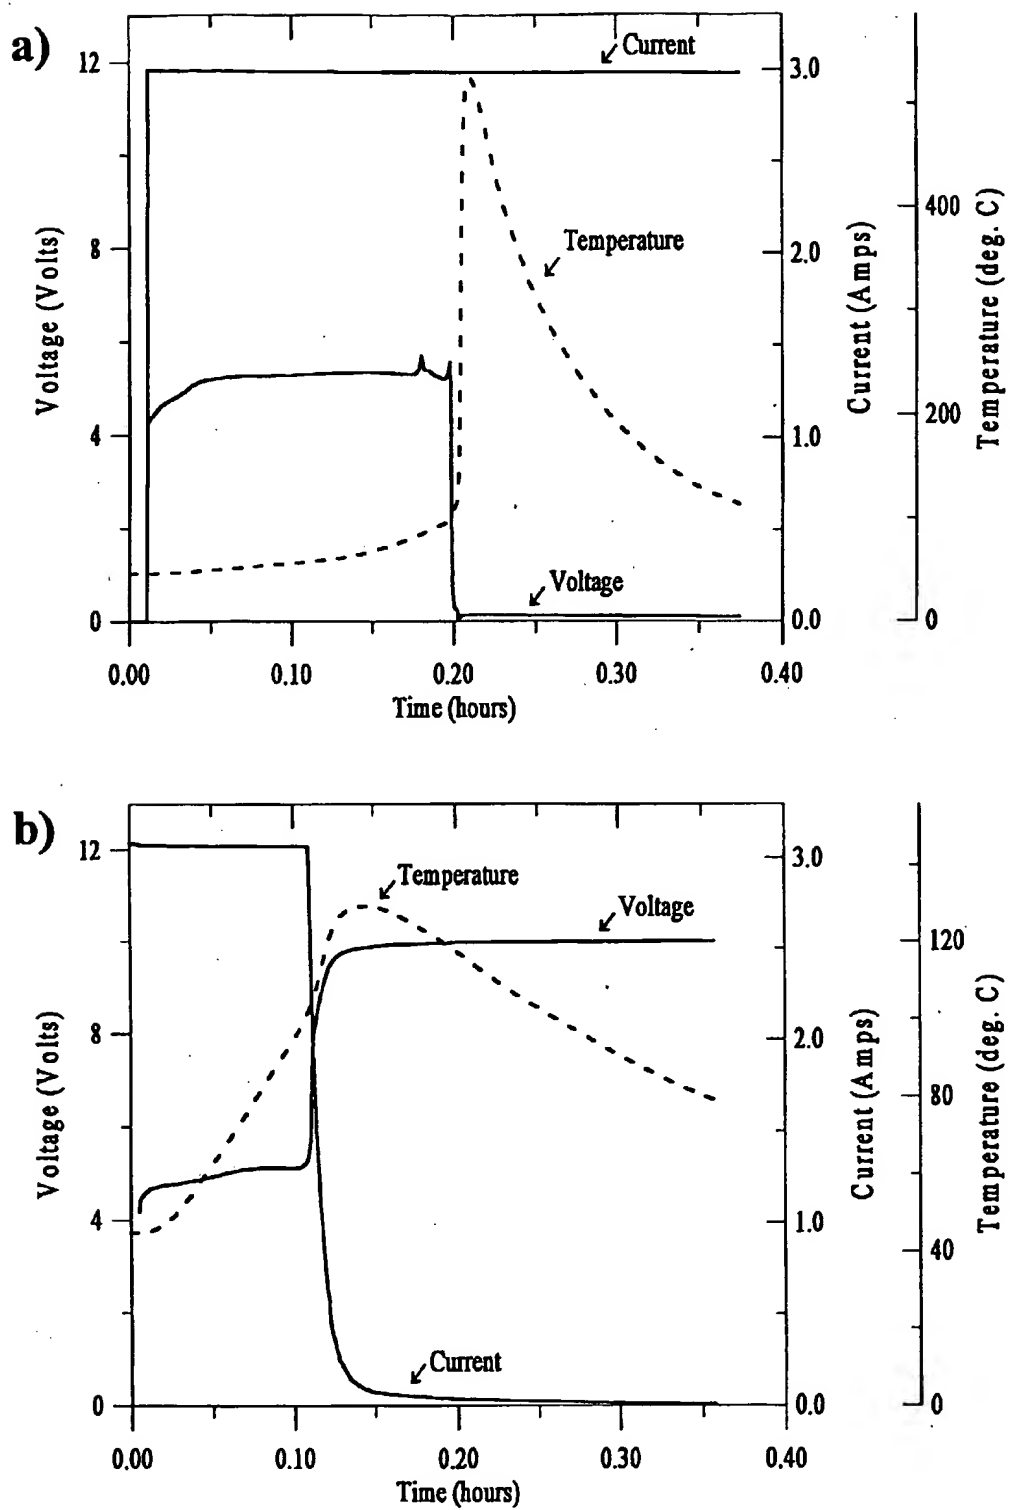 a)
Current
12
3.0
Temperature
400
8
2.0
Voltage (Volts)
Current (Amps)
Temperature (deg. C)
4
1.0
200
Voltage
0
0.0
0
0.00 0.10 0.20 0.30 0.40
Time (hours)
b)
12
3.0
Temperature
Voltage
120
8
2.0
Voltage (Volts)
Current (Amps)
Temperature (deg. C)
80
4
1.0
40
Current
0
0.0
0
0.00 0.10 0.20 0.30 0.40
Time (hours)